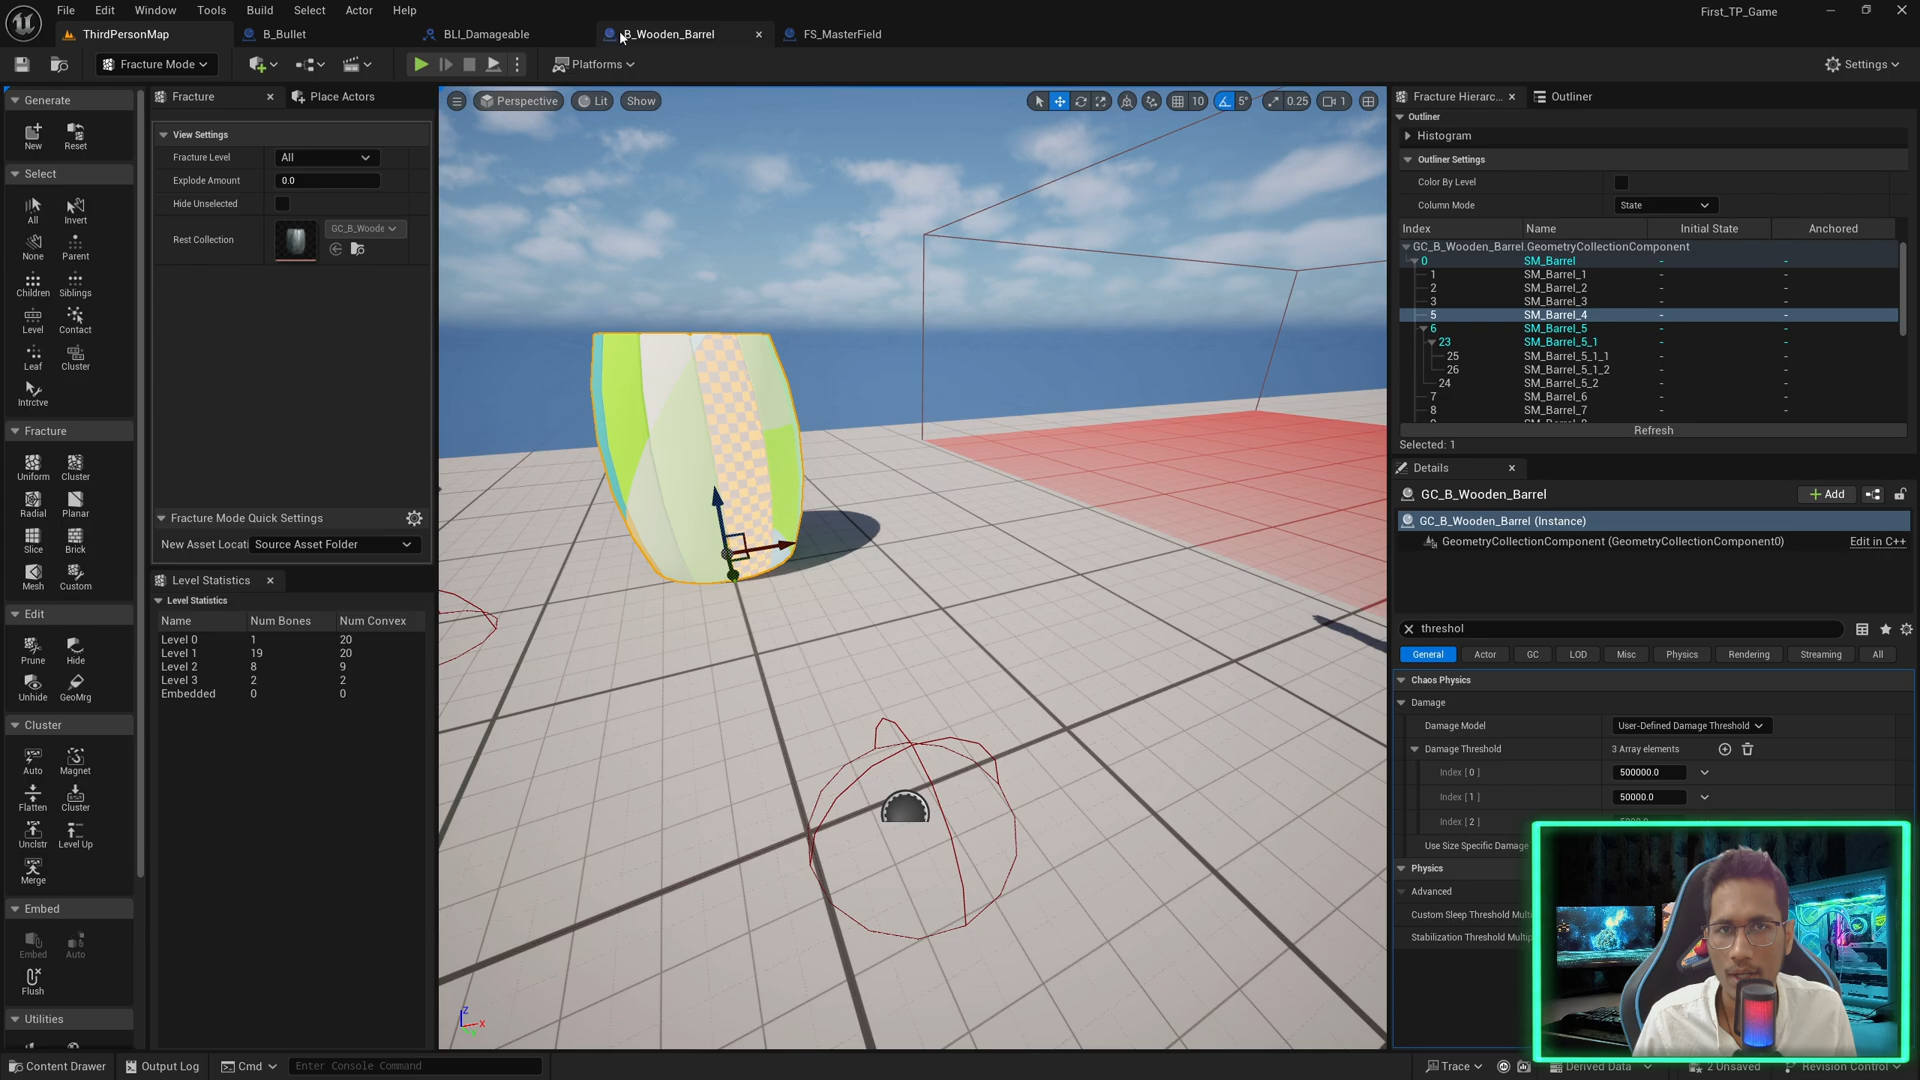 File Edit Window Tools Build Select Actor Help
First_TP_Game
ThirdPersonMap
B_Bullet
BLI_Damageable
B_Wooden_Barrel
FS_MasterField
Fracture Mode
Platforms
Settings
Generate
New Reset
Select
All Invert
None Parent
Children Siblings
Level Contact
Leaf Cluster
Intrctve
Fracture
Uniform Cluster
Radial Planar
Slice Brick
Mesh Custom
Edit
Prune Hide
Unhide GeoMrg
Cluster
Auto Magnet
Flatten Cluster
Unclstr Level Up
Merge
Embed
Embed Auto
Flush
Utilities
Fracture
Place Actors
View Settings
Fracture Level All
Explode Amount 0.0
Hide Unselected
Rest Collection GC_B_Woode
Fracture Mode Quick Settings
New Asset Locati Source Asset Folder
Level Statistics
Level Statistics
Name Num Bones Num Convex
Level 0 1 20
Level 1 19 20
Level 2 8 9
Level 3 2 2
Embedded 0 0
Perspective Lit Show
10 5° 0.25 1
Z
X
Fracture Hierarc...
Outliner
Outliner
Histogram
Outliner Settings
Color By Level
Column Mode State
Index Name Initial State Anchored
GC_B_Wooden_Barrel.GeometryCollectionComponent
0 SM_Barrel - -
1 SM_Barrel_1 - -
2 SM_Barrel_2 - -
3 SM_Barrel_3 - -
5 SM_Barrel_4 - -
6 SM_Barrel_5 - -
23 SM_Barrel_5_1 - -
25 SM_Barrel_5_1_1 - -
26 SM_Barrel_5_1_2 - -
24 SM_Barrel_5_2 - -
7 SM_Barrel_6 - -
8 SM_Barrel_7 - -
Refresh
Selected: 1
Details
GC_B_Wooden_Barrel
Add
GC_B_Wooden_Barrel (Instance)
GeometryCollectionComponent (GeometryCollectionComponent0) Edit in C++
threshol
General Actor GC LOD Misc Physics Rendering Streaming All
Chaos Physics
Damage
Damage Model User-Defined Damage Threshold
Damage Threshold 3 Array elements
Index [ 0 ] 500000.0
Index [ 1 ] 50000.0
Index [ 2 ]
Use Size Specific Damage
Physics
Advanced
Custom Sleep Threshold Mult
Stabilization Threshold Multip
Content Drawer
Output Log
Cmd
Enter Console Command
Trace
Derived Data
2 Unsaved
Revision Control